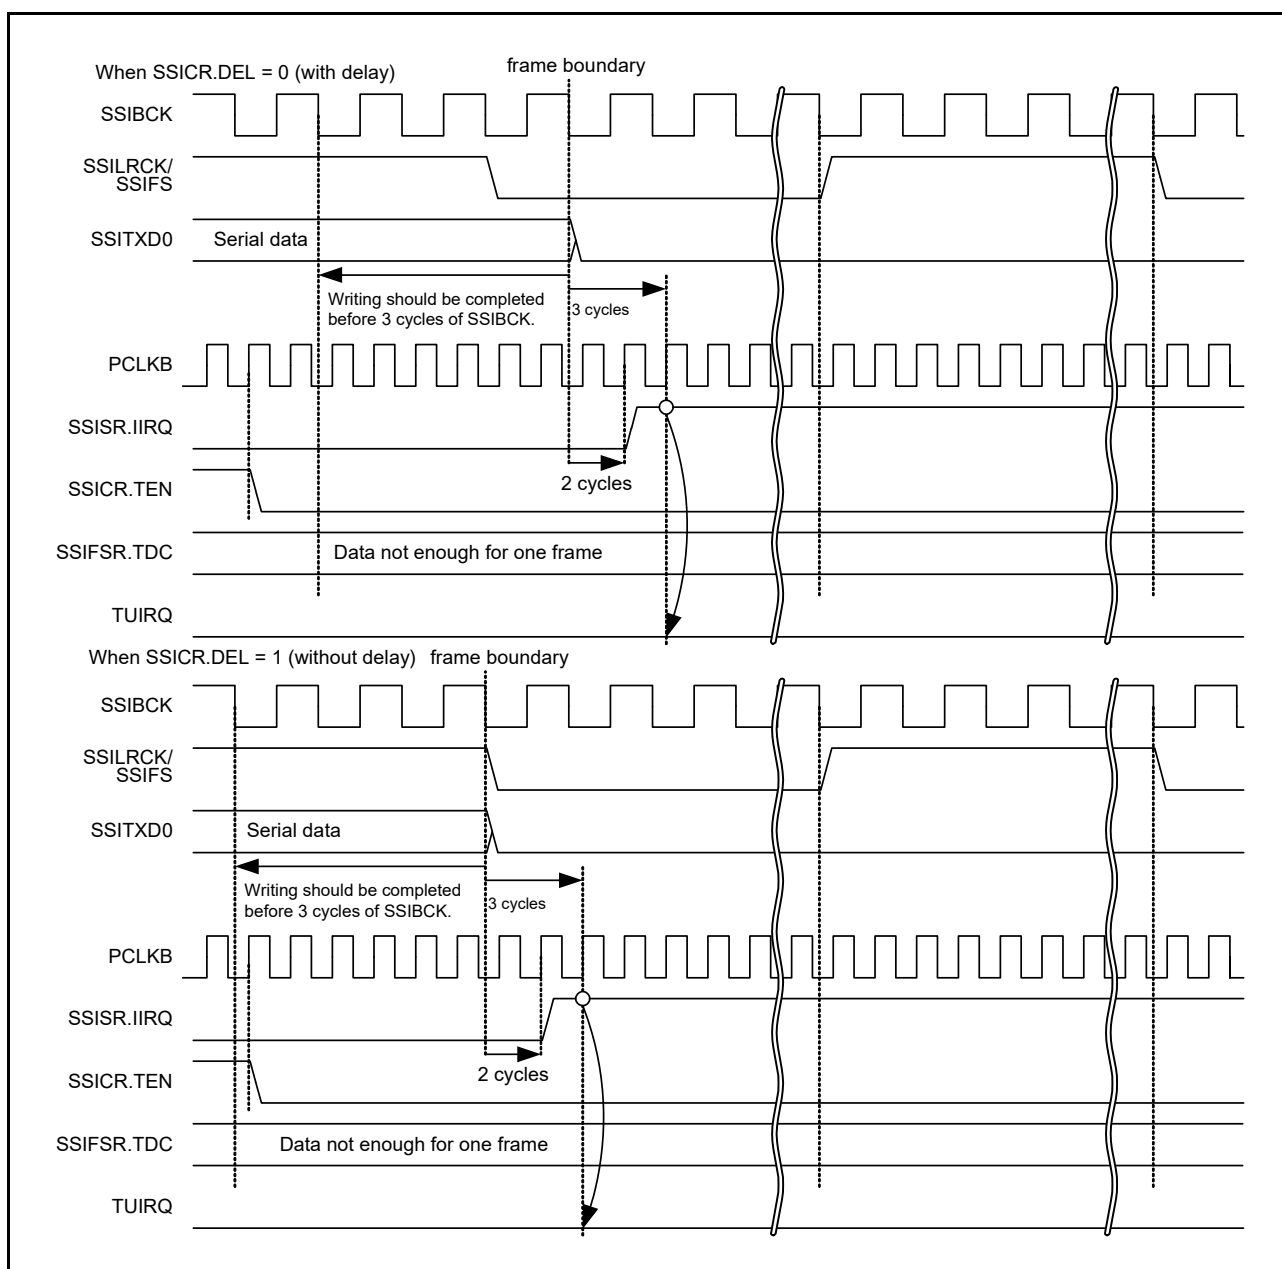 When SSICR.DEL = 0 (with delay)
frame boundary
SSIBCK
SSILRCK/
SSIFS
SSITXD0
Serial data
Writing should be completed
before 3 cycles of SSIBCK.
3 cycles
PCLKB
SSISR.IIRQ
2 cycles
SSICR.TEN
SSIFSR.TDC
Data not enough for one frame
TUIRQ
When SSICR.DEL = 1 (without delay)
frame boundary
SSIBCK
SSILRCK/
SSIFS
SSITXD0
Serial data
Writing should be completed
before 3 cycles of SSIBCK.
3 cycles
PCLKB
SSISR.IIRQ
2 cycles
SSICR.TEN
SSIFSR.TDC
Data not enough for one frame
TUIRQ